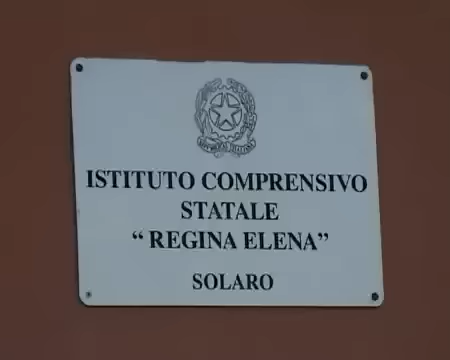 ISTITUTO COMPRENSIVO
STATALE
“ REGINA ELENA”
SOLARO